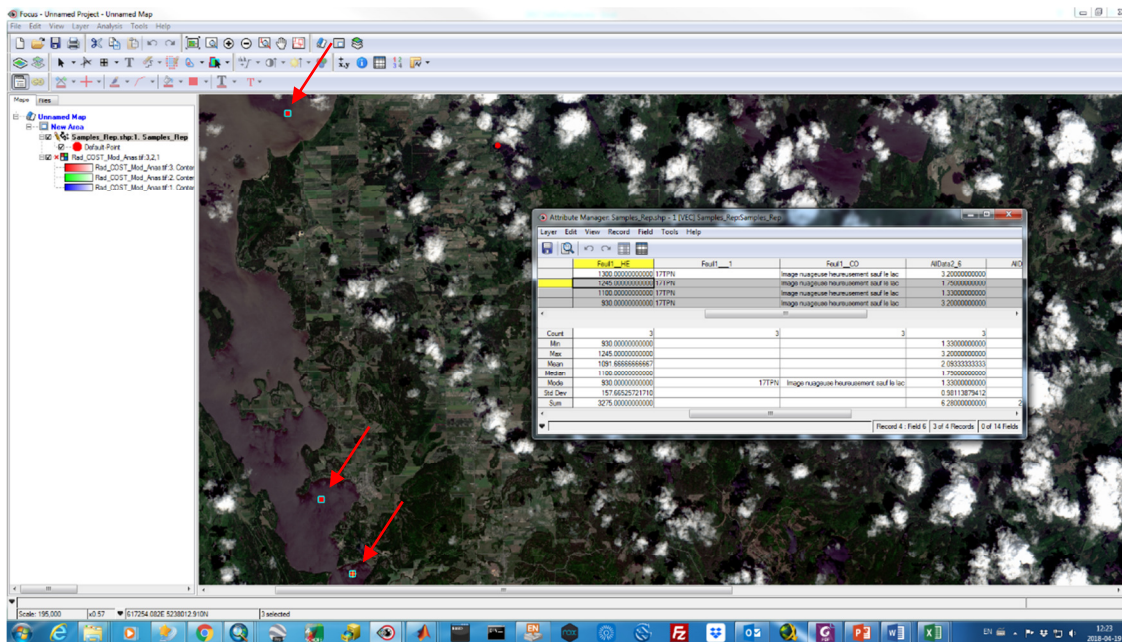 Focus - Unnamed Project - Unnamed Map
File Edit View Layer Analysis Tools Help
Maps Files
Unnamed Map
New Area
Samples_Rep.shp:1. Samples_Rep
Default-Point
Rad_COST_Mod_Anas.tif:3,2,1
Rad_COST_Mod_Anas.tif:3. Conter
Rad_COST_Mod_Anas.tif:2. Conter
Rad_COST_Mod_Anas.tif:1. Conter
Attribute Manager: Samples_Rep.shp - 1 [VEC] Samples_Rep:Samples_Rep
Layer Edit View Record Field Tools Help
Feuil1__HE Feuil1___1 Feuil1__CO AllData2_6
1300.00000000000 17TPN Image nuageuse heureusement sauf le lac 3.20000000000
1245.00000000000 17TPN Image nuageuse heureusement sauf le lac 1.75000000000
1100.00000000000 17TPN Image nuageuse heureusement sauf le lac 1.33000000000
930.00000000000 17TPN Image nuageuse heureusement sauf le lac 3.20000000000
Count 3 3 3 3
Min 930.00000000000 1.33000000000
Max 1245.00000000000 3.20000000000
Mean 1091.66666666667 2.09333333333
Median 1100.00000000000 1.75000000000
Mode 930.00000000000 17TPN Image nuageuse heureusement sauf le lac 1.33000000000
Std Dev 157.66525721710 0.98113879412
Sum 3275.00000000000 6.28000000000 2
Record 4 : Field 6 3 of 4 Records 0 of 14 Fields
Scale: 195,000 x0.57 617254.082E 5238012.910N 3 selected
EN 12:23
2018-04-19